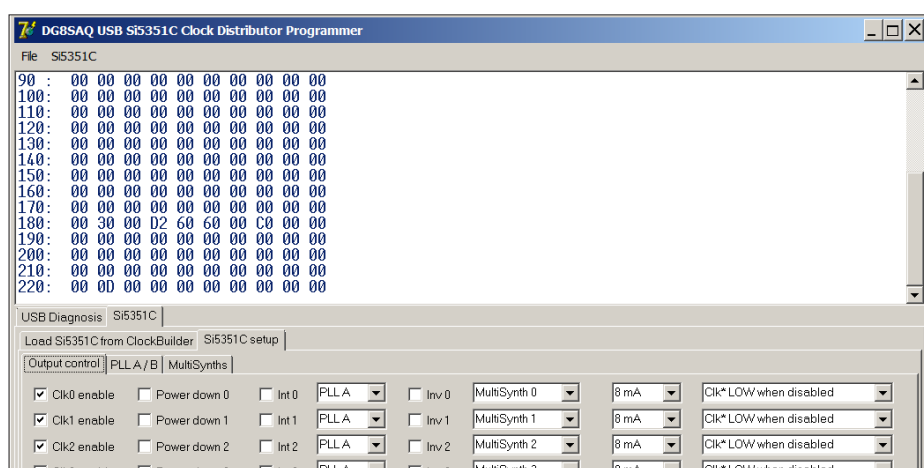 DG8SAQ USB Si5351C Clock Distributor Programmer
File Si5351C
90 : 00 00 00 00 00 00 00 00 00 00
100: 00 00 00 00 00 00 00 00 00 00
110: 00 00 00 00 00 00 00 00 00 00
120: 00 00 00 00 00 00 00 00 00 00
130: 00 00 00 00 00 00 00 00 00 00
140: 00 00 00 00 00 00 00 00 00 00
150: 00 00 00 00 00 00 00 00 00 00
160: 00 00 00 00 00 00 00 00 00 00
170: 00 00 00 00 00 00 00 00 00 00
180: 00 30 00 D2 60 60 00 C0 00 00
190: 00 00 00 00 00 00 00 00 00 00
200: 00 00 00 00 00 00 00 00 00 00
210: 00 00 00 00 00 00 00 00 00 00
220: 00 0D 00 00 00 00 00 00 00 00
USB Diagnosis Si5351C
Load Si5351C from ClockBuilder Si5351C setup
Output control PLL A / B MultiSynths
Clk0 enable Power down 0 Int 0 PLL A Inv 0 MultiSynth 0 8 mA Clk* LOW when disabled
Clk1 enable Power down 1 Int 1 PLL A Inv 1 MultiSynth 1 8 mA Clk* LOW when disabled
Clk2 enable Power down 2 Int 2 PLL A Inv 2 MultiSynth 2 8 mA Clk* LOW when disabled